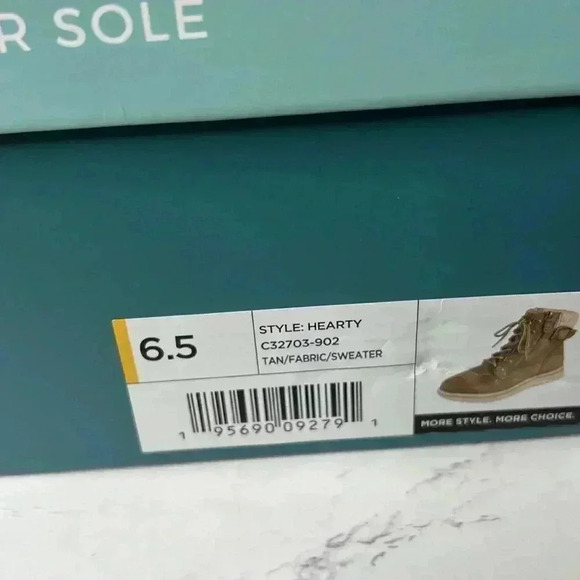 R SOLE
6.5
STYLE: HEARTY
C32703-902
TAN/FABRIC/SWEATER
1 95690 09279 1
MORE STYLE. MORE CHOICE.